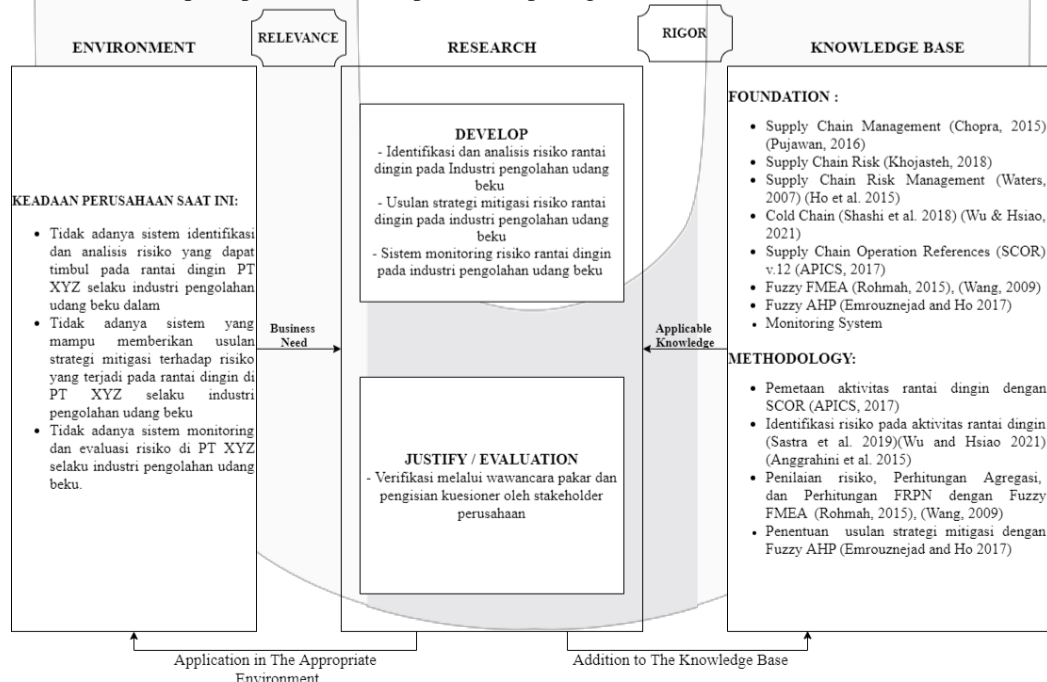 ENVIRONMENT
RELEVANCE
RESEARCH
RIGOR
KNOWLEDGE BASE
KEADAAN PERUSAHAAN SAAT INI:
• Tidak adanya sistem identifikasi
dan analisis risiko yang dapat
timbul pada rantai dingin PT
XYZ selaku industri pengolahan
udang beku dalam
• Tidak adanya sistem yang
mampu memberikan usulan
strategi mitigasi terhadap risiko
yang terjadi pada rantai dingin di
PT XYZ selaku industri
pengolahan udang beku
• Tidak adanya sistem monitoring
dan evaluasi risiko di PT XYZ
selaku industri pengolahan udang
beku.
Business
Need
DEVELOP
- Identifikasi dan analisis risiko rantai
dingin pada Industri pengolahan udang
beku
- Usulan strategi mitigasi risiko rantai
dingin pada industri pengolahan udang
beku
- Sistem monitoring risiko rantai dingin
pada industri pengolahan udang beku
JUSTIFY / EVALUATION
- Verifikasi melalui wawancara pakar dan
pengisian kuesioner oleh stakeholder
perusahaan
Applicable
Knowledge
FOUNDATION :
• Supply Chain Management (Chopra, 2015)
(Pujawan, 2016)
• Supply Chain Risk (Khojasteh, 2018)
• Supply Chain Risk Management (Waters,
2007) (Ho et al. 2015)
• Cold Chain (Shashi et al. 2018) (Wu & Hsiao,
2021)
• Supply Chain Operation References (SCOR)
v.12 (APICS, 2017)
• Fuzzy FMEA (Rohmah, 2015), (Wang, 2009)
• Fuzzy AHP (Emrouznejad and Ho 2017)
• Monitoring System
METHODOLOGY:
• Pemetaan aktivitas rantai dingin dengan
SCOR (APICS, 2017)
• Identifikasi risiko pada aktivitas rantai dingin
(Sastra et al. 2019)(Wu and Hsiao 2021)
(Anggrahini et al. 2015)
• Penilaian risiko, Perhitungan Agregasi,
dan Perhitungan FRPN dengan Fuzzy
FMEA (Rohmah, 2015), (Wang, 2009)
• Penentuan usulan strategi mitigasi dengan
Fuzzy AHP (Emrouznejad and Ho 2017)
Application in The Appropriate
Environment
Addition to The Knowledge Base